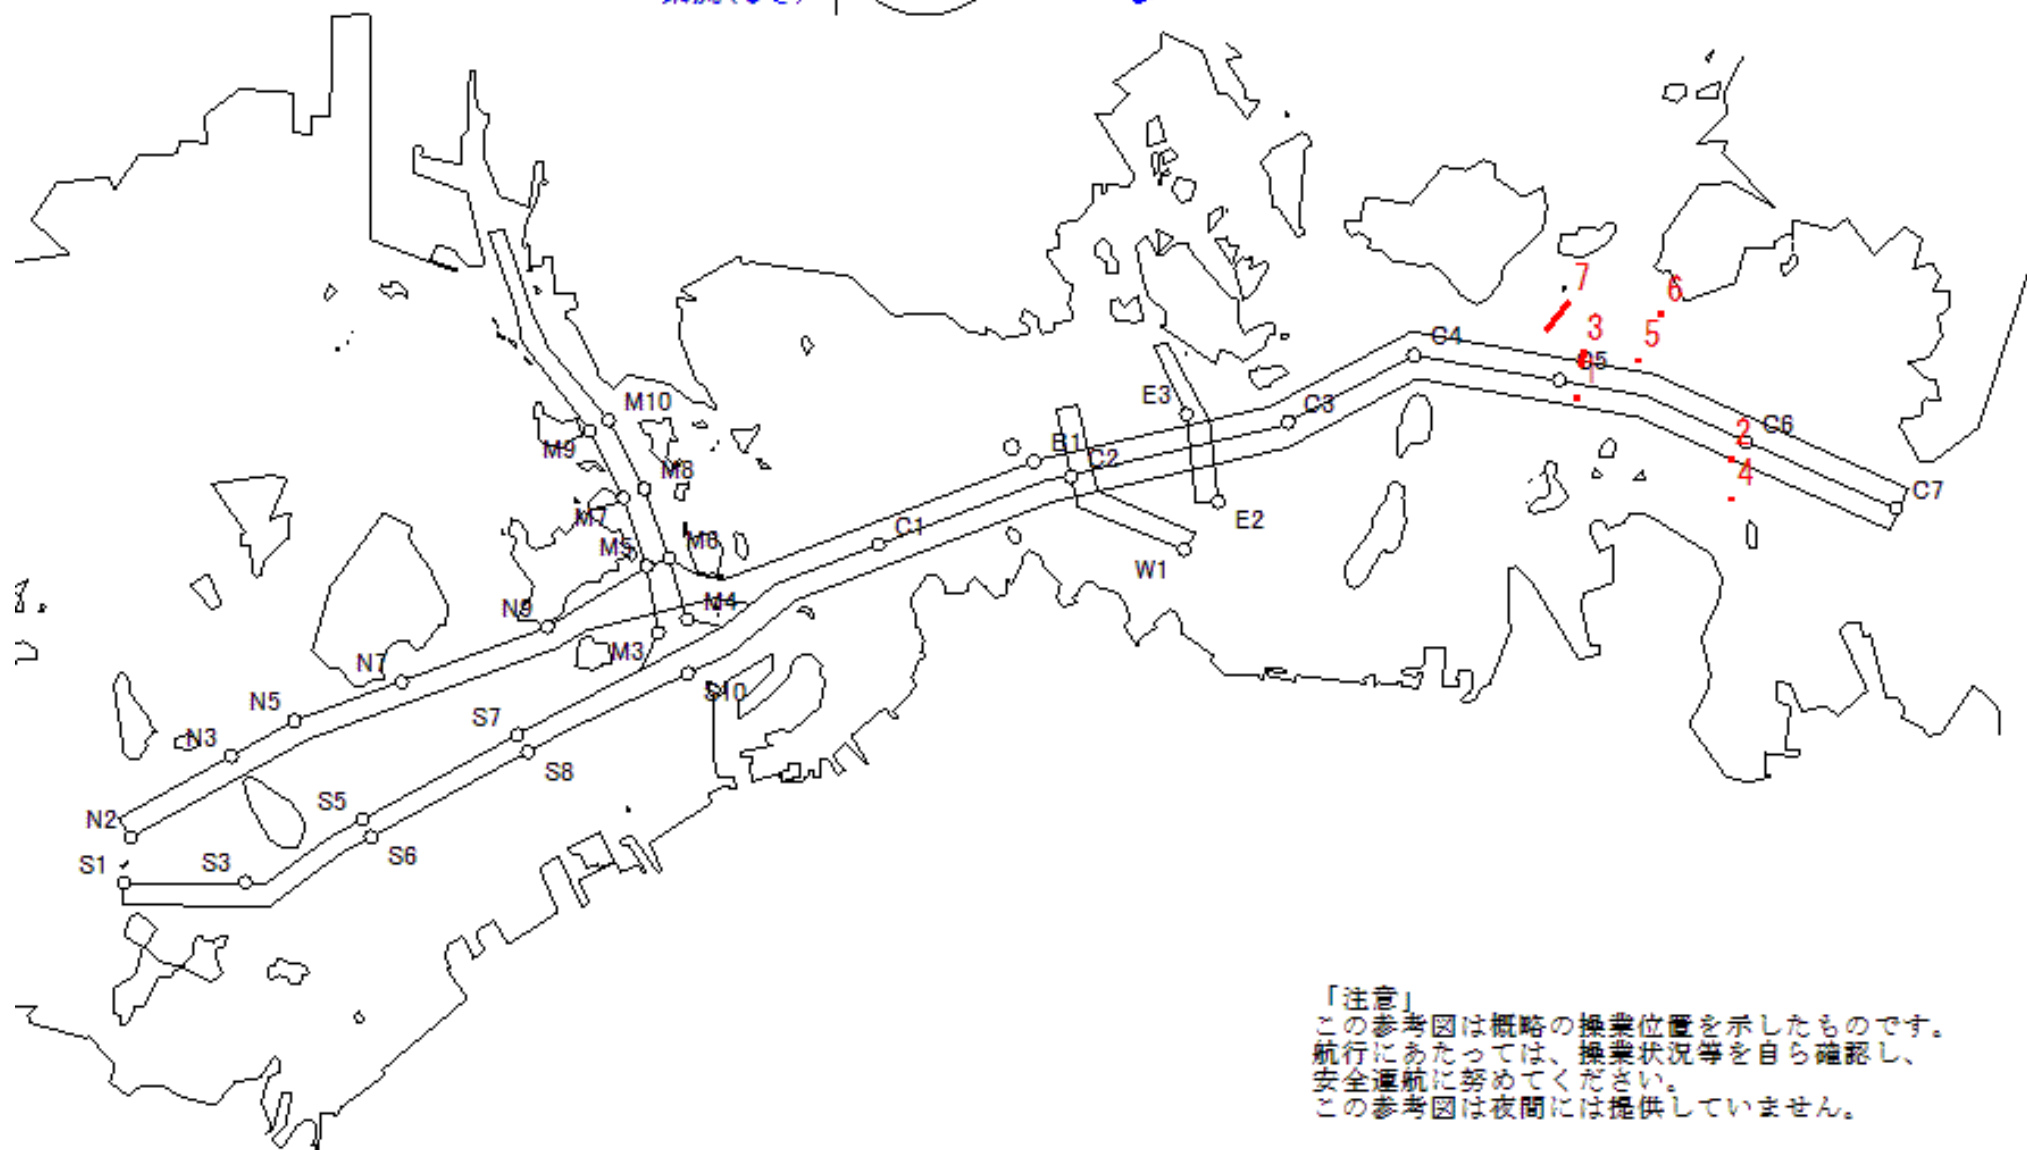 7
6
3
5
C4
C5
1
M10
E3
C3
C6
2
B1
M9
C2
4
M8
C7
M7
E2
C1
M5
M6
W1
N9
M4
M3
N7
S10
N5
S7
N3
S8
S5
N2
S6
S1
S3
「注意」
この参考図は概略の操業位置を示したものです。
航行にあたっては、操業状況等を自ら確認し、
安全運航に努めてください。
この参考図は夜間には提供していません。